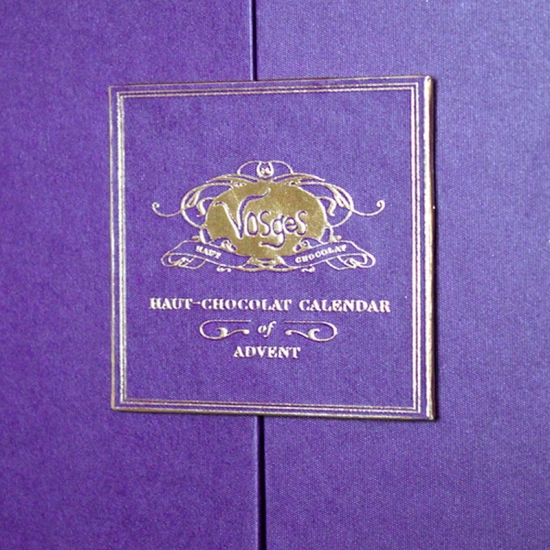 Vosges
HAUT CHOCOLAT
HAUT-CHOCOLAT CALENDAR
of
ADVENT